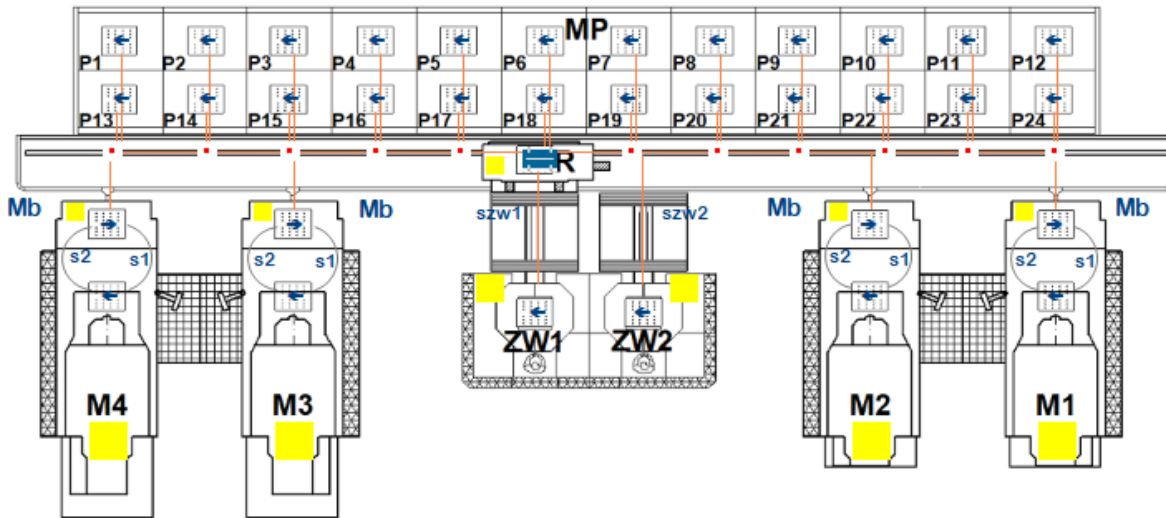 MP
P1 P2 P3 P4 P5 P6 P7 P8 P9 P10 P11 P12
P13 P14 P15 P16 P17 P18 P19 P20 P21 P22 P23 P24
R
Mb Mb szw1 szw2 Mb Mb
s2 s1 s2 s1 s2 s1 s2 s1
ZW1 ZW2
M4 M3 M2 M1